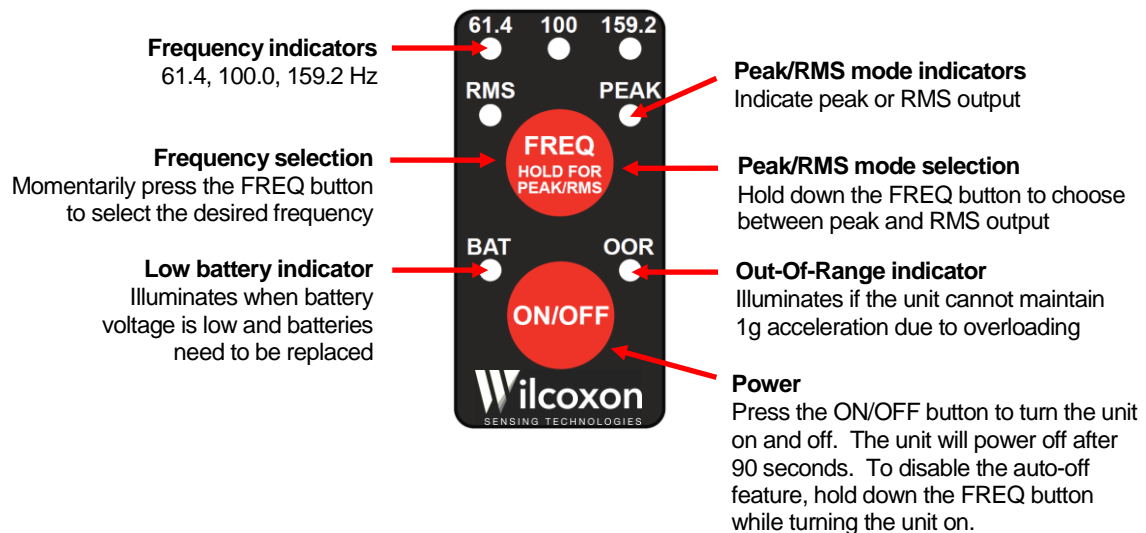 61.4 100 159.2
Frequency indicators
61.4, 100.0, 159.2 Hz
Peak/RMS mode indicators
Indicate peak or RMS output
RMS PEAK
FREQ
HOLD FOR
PEAK/RMS
Frequency selection
Momentarily press the FREQ button
to select the desired frequency
Peak/RMS mode selection
Hold down the FREQ button to choose
between peak and RMS output
BAT OOR
Low battery indicator
Illuminates when battery
voltage is low and batteries
need to be replaced
Out-Of-Range indicator
Illuminates if the unit cannot maintain
1g acceleration due to overloading
ON/OFF
Wilcoxon
SENSING TECHNOLOGIES
Power
Press the ON/OFF button to turn the unit
on and off. The unit will power off after
90 seconds. To disable the auto-off
feature, hold down the FREQ button
while turning the unit on.